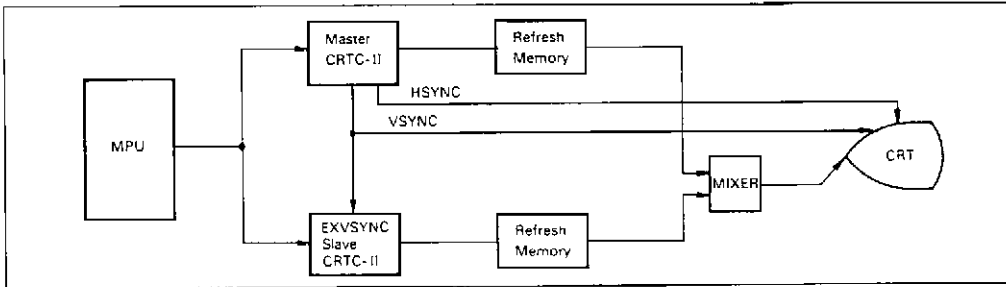 Master
CRTC-II
Refresh
Memory
HSYNC
VSYNC
MPU
CRT
MIXER
EXVSYNC
Slave
CRTC-II
Refresh
Memory